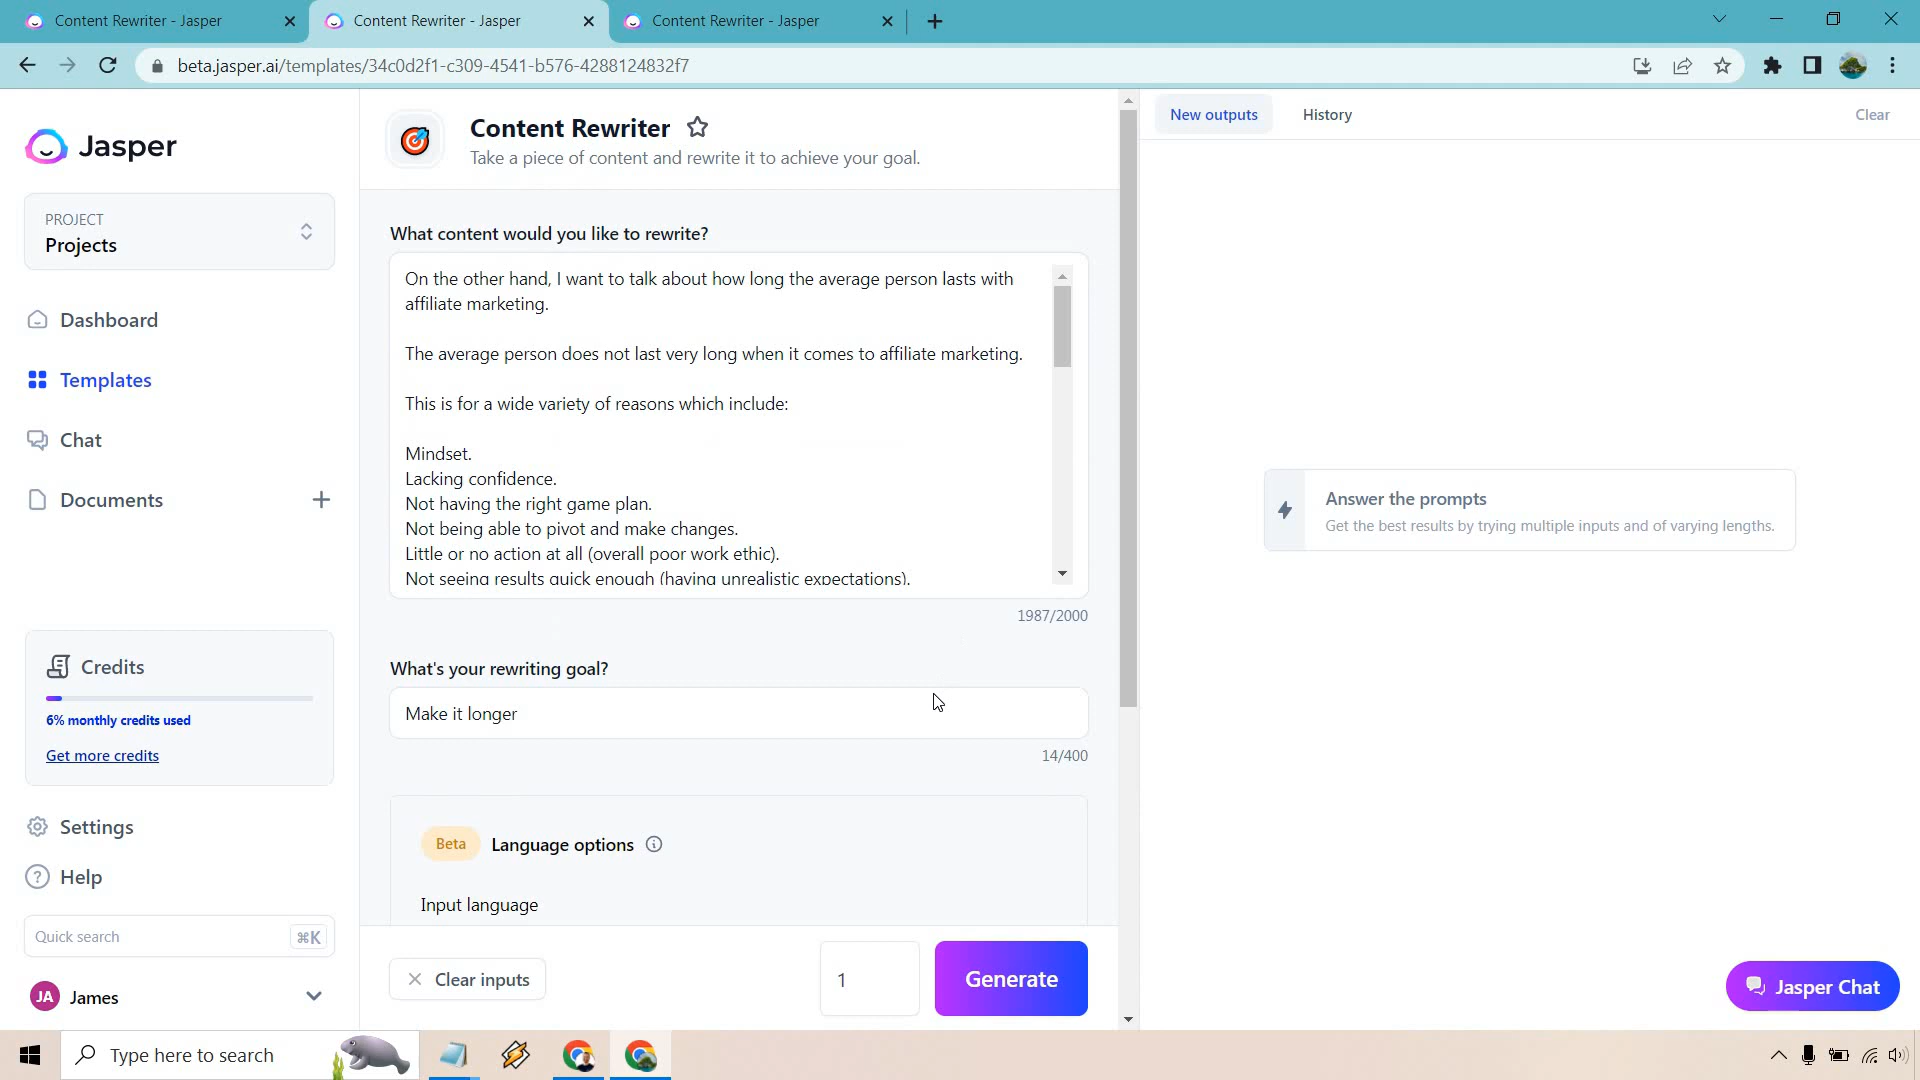 Content Rewriter - Jasper
Content Rewriter - Jasper
Content Rewriter - Jasper
beta.jasper.ai/templates/34c0d2f1-c309-4541-b576-4288124832f7
Jasper
PROJECT
Projects
Dashboard
Templates
Chat
Documents
Credits
6% monthly credits used
Get more credits
Settings
Help
Quick search
⌘K
JA
James
Content Rewriter
Take a piece of content and rewrite it to achieve your goal.
What content would you like to rewrite?
On the other hand, I want to talk about how long the average person lasts with
affiliate marketing.
The average person does not last very long when it comes to affiliate marketing.
This is for a wide variety of reasons which include:
Mindset.
Lacking confidence.
Not having the right game plan.
Not being able to pivot and make changes.
Little or no action at all (overall poor work ethic).
Not seeing results quick enough (having unrealistic expectations).
1987/2000
What's your rewriting goal?
Make it longer
14/400
Beta
Language options
Input language
Clear inputs
1
Generate
New outputs
History
Clear
Answer the prompts
Get the best results by trying multiple inputs and of varying lengths.
Jasper Chat
Type here to search